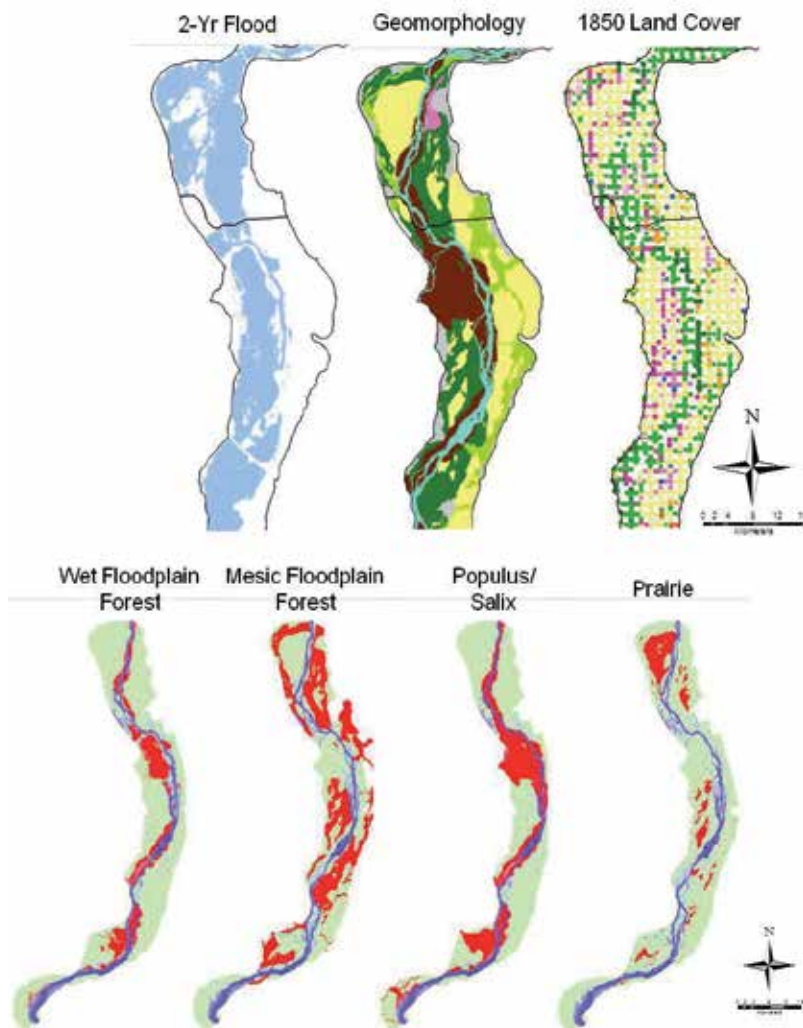 2-Yr Flood
Geomorphology
1850 Land Cover
N
Wet Floodplain
Forest
Mesic Floodplain
Forest
Populus/
Salix
Prairie
N